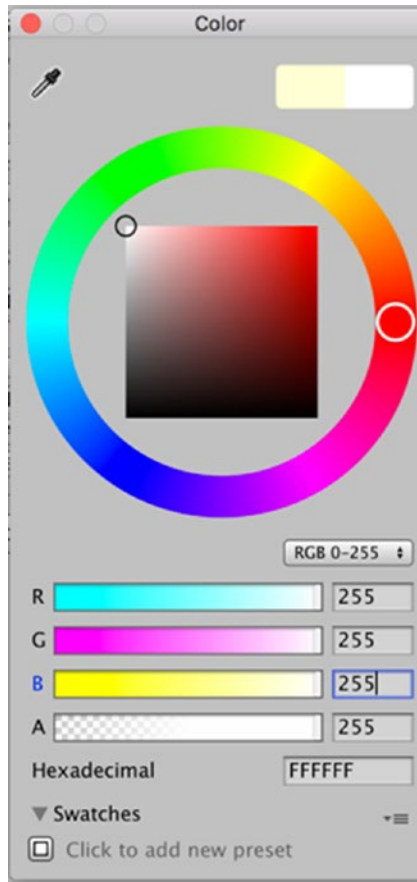 Color
RGB 0-255
R 255
G 255
B 255
A 255
Hexadecimal FFFFFF
Swatches
Click to add new preset